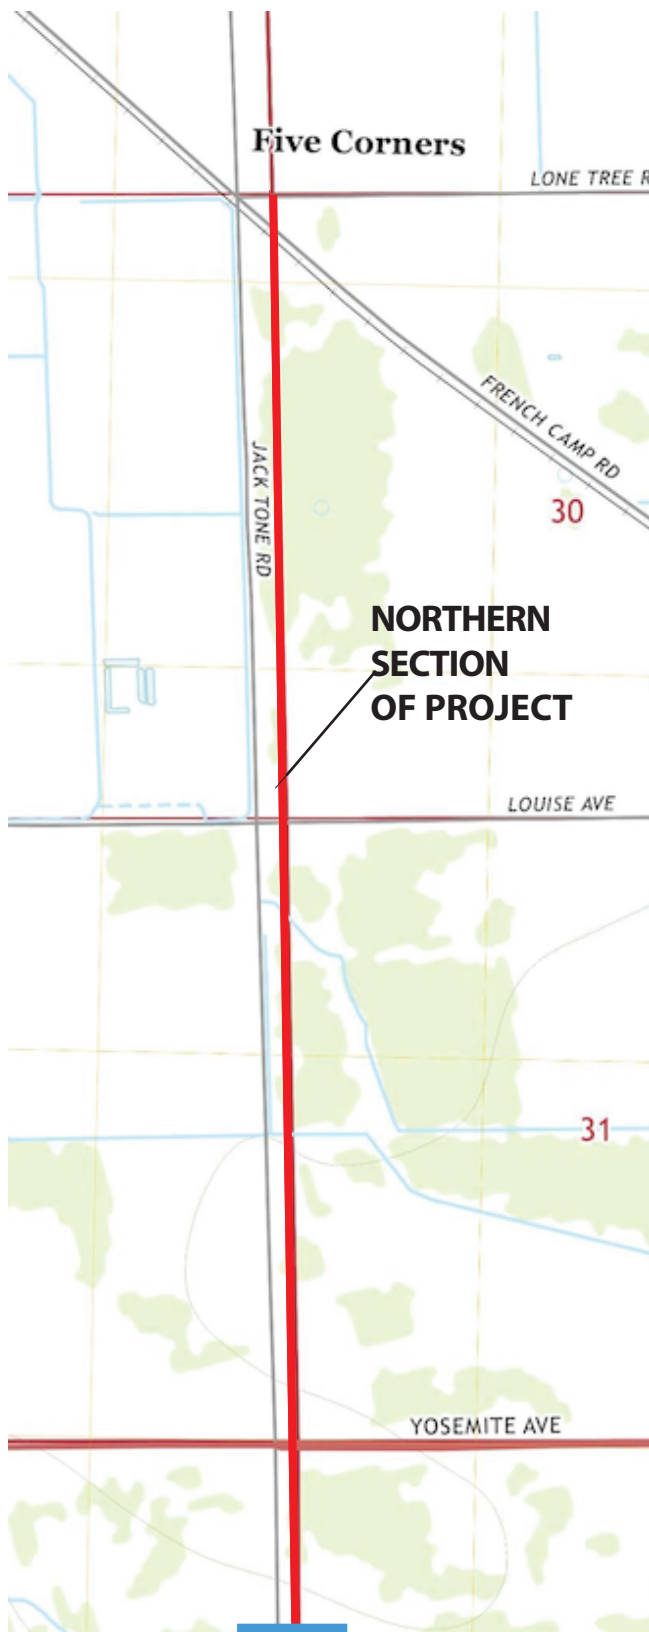 Five Corners
LONE TREE R
FRENCH CAMP RD
30
JACK TONE RD
NORTHERN
SECTION
OF PROJECT
LOUISE AVE
31
YOSEMITE AVE